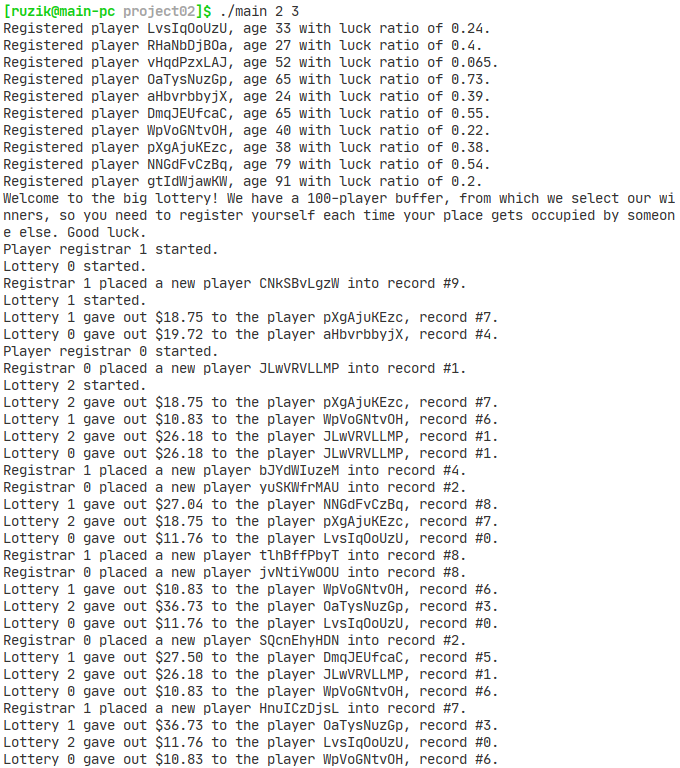 [ruzik@main-pc project02]$ ./main 2 3
Registered player LvsIqOoUzU, age 33 with luck ratio of 0.24.
Registered player RHaNbDjBOa, age 27 with luck ratio of 0.4.
Registered player vHqdPzxLAJ, age 52 with luck ratio of 0.065.
Registered player OaTysNuzGp, age 65 with luck ratio of 0.73.
Registered player aHbvrbbyjX, age 24 with luck ratio of 0.39.
Registered player DmqJEUfcaC, age 65 with luck ratio of 0.55.
Registered player WpVoGNtvOH, age 40 with luck ratio of 0.22.
Registered player pXgAjuKEzc, age 38 with luck ratio of 0.38.
Registered player NNGdFvCzBq, age 79 with luck ratio of 0.54.
Registered player gtIdWjawKW, age 91 with luck ratio of 0.2.
Welcome to the big lottery! We have a 100-player buffer, from which we select our wi
nners, so you need to register yourself each time your place gets occupied by someon
e else. Good luck.
Player registrar 1 started.
Lottery 0 started.
Registrar 1 placed a new player CNkSBvLgzW into record #9.
Lottery 1 started.
Lottery 1 gave out $18.75 to the player pXgAjuKEzc, record #7.
Lottery 0 gave out $19.72 to the player aHbvrbbyjX, record #4.
Player registrar 0 started.
Registrar 0 placed a new player JLwVRVLLMP into record #1.
Lottery 2 started.
Lottery 2 gave out $18.75 to the player pXgAjuKEzc, record #7.
Lottery 1 gave out $10.83 to the player WpVoGNtvOH, record #6.
Lottery 2 gave out $26.18 to the player JLwVRVLLMP, record #1.
Lottery 0 gave out $26.18 to the player JLwVRVLLMP, record #1.
Registrar 1 placed a new player bJYdWIuzeM into record #4.
Registrar 0 placed a new player yuSKWfrMAU into record #2.
Lottery 1 gave out $27.04 to the player NNGdFvCzBq, record #8.
Lottery 2 gave out $18.75 to the player pXgAjuKEzc, record #7.
Lottery 0 gave out $11.76 to the player LvsIqOoUzU, record #0.
Registrar 1 placed a new player tlhBffPbyT into record #8.
Registrar 0 placed a new player jvNtiYwOOU into record #8.
Lottery 1 gave out $10.83 to the player WpVoGNtvOH, record #6.
Lottery 2 gave out $36.73 to the player OaTysNuzGp, record #3.
Lottery 0 gave out $11.76 to the player LvsIqOoUzU, record #0.
Registrar 0 placed a new player SQcnEhyHDN into record #2.
Lottery 1 gave out $27.50 to the player DmqJEUfcaC, record #5.
Lottery 2 gave out $26.18 to the player JLwVRVLLMP, record #1.
Lottery 0 gave out $10.83 to the player WpVoGNtvOH, record #6.
Registrar 1 placed a new player HnuICzDjsL into record #7.
Lottery 1 gave out $36.73 to the player OaTysNuzGp, record #3.
Lottery 2 gave out $11.76 to the player LvsIqOoUzU, record #0.
Lottery 0 gave out $10.83 to the player WpVoGNtvOH, record #6.